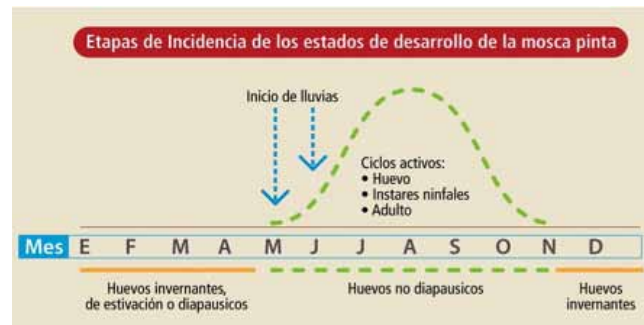 Etapas de Incidencia de los estados de desarrollo de la mosca pinta
Inicio de lluvias
Ciclos activos:
• Huevo
• Instares ninfales
• Adulto
Mes E F M A M J J A S O N D
Huevos invernantes,
de estivación o diapausicos
Huevos no diapausicos
Huevos
invernantes